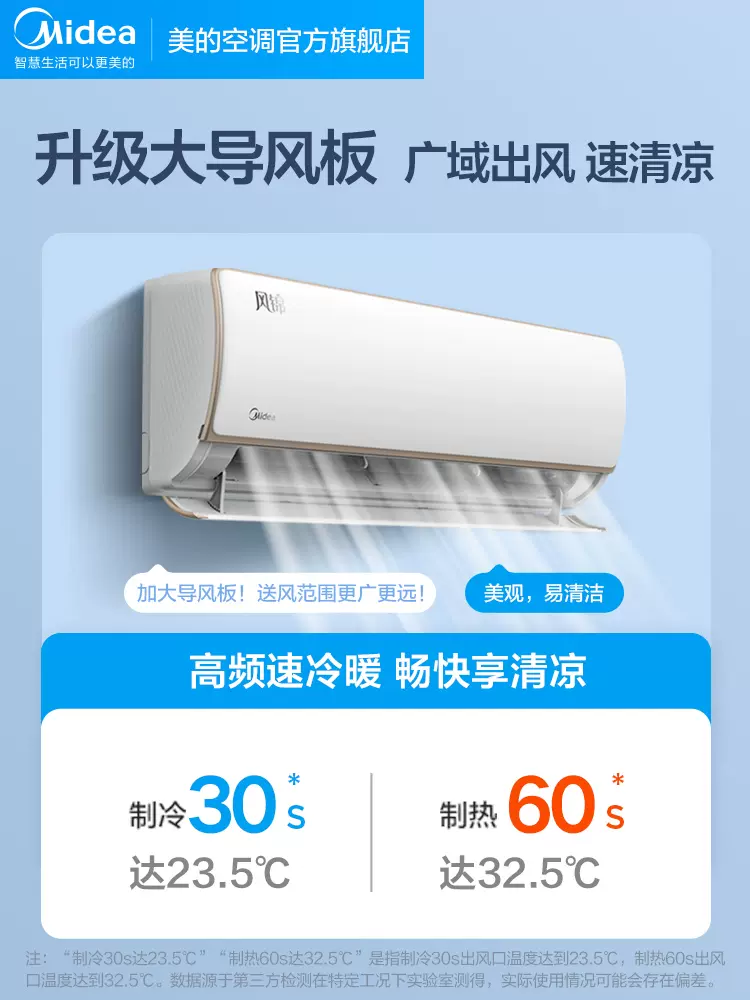 Midea
智慧生活可以更美的
美的空调官方旗舰店
升级大导风板 广域出风 速清凉
风锦
Midea
加大导风板！送风范围更广更远！
美观，易清洁
高频速冷暖 畅快享清凉
制冷30s*
达23.5℃
制热60s*
达32.5℃
注：“制冷30s达23.5℃”“制热60s达32.5℃”是指制冷30s出风口温度达到23.5℃，制热60s出风
口温度达到32.5℃。数据源于第三方检测在特定工况下实验室测得，实际使用情况可能会存在偏差。